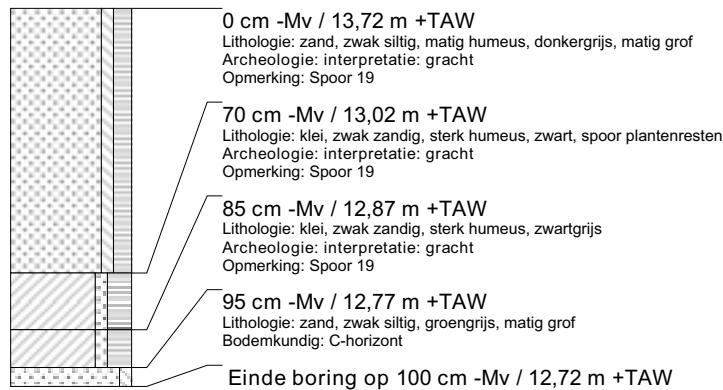 0 cm -Mv / 13,72 m +TAW
Lithologie: zand, zwak siltig, matig humeus, donkergrijs, matig grof
Archeologie: interpretatie: gracht
Opmerking: Spoor 19
70 cm -Mv / 13,02 m +TAW
Lithologie: klei, zwak zandig, sterk humeus, zwart, spoor plantenresten
Archeologie: interpretatie: gracht
Opmerking: Spoor 19
85 cm -Mv / 12,87 m +TAW
Lithologie: klei, zwak zandig, sterk humeus, zwartgrijs
Archeologie: interpretatie: gracht
Opmerking: Spoor 19
95 cm -Mv / 12,77 m +TAW
Lithologie: zand, zwak siltig, groengrijs, matig grof
Bodemkundig: C-horizont
Einde boring op 100 cm -Mv / 12,72 m +TAW